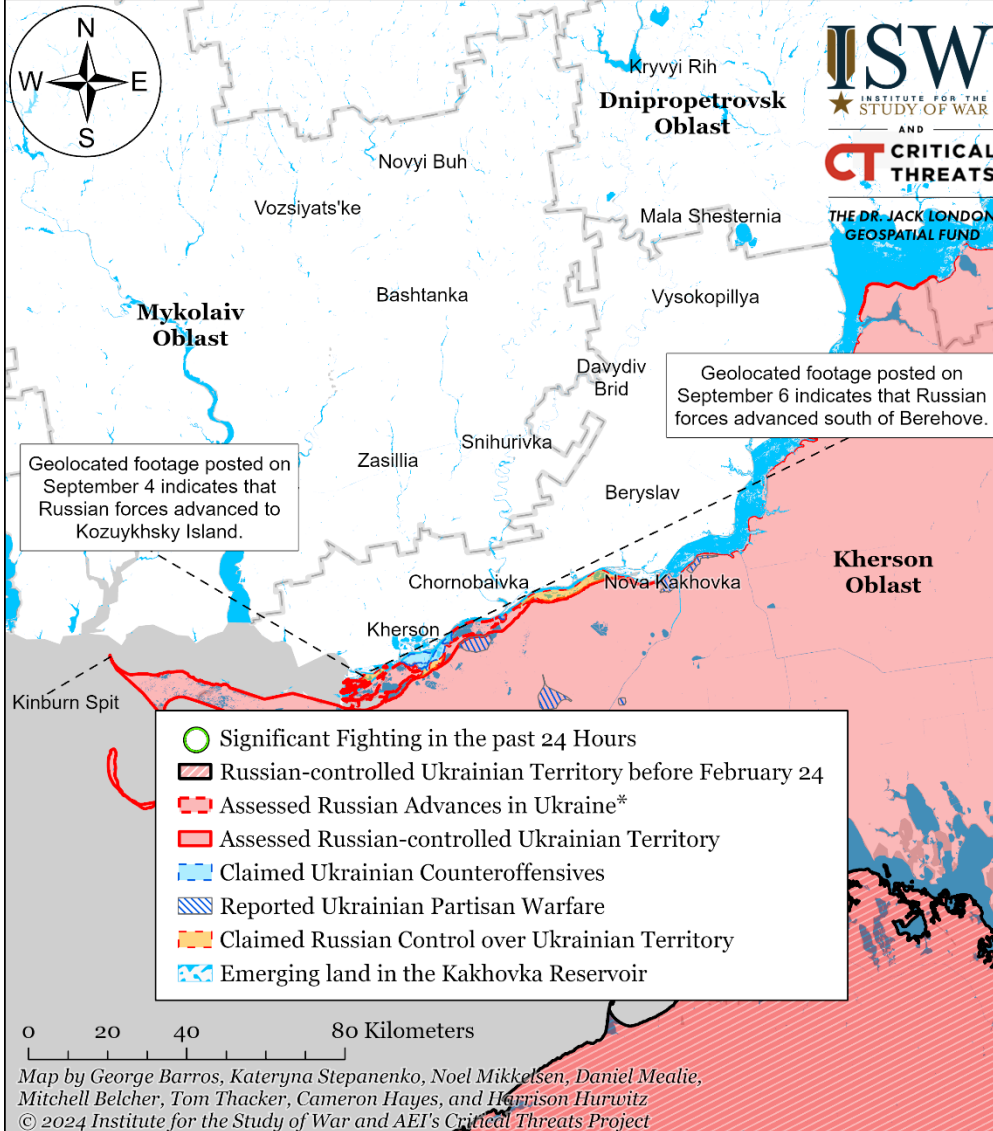 N
W
E
S
ISW
INSTITUTE FOR THE
STUDY OF WAR
AND
CT CRITICAL
THREATS
THE DR. JACK LONDON
GEOSPATIAL FUND
Kryvyi Rih
Dnipropetrovsk
Oblast
Novyi Buh
Vozsiyats'ke
Mala Shesternia
Bashtanka
Vysokopillya
Mykolaiv
Oblast
Davydiv
Brid
Geolocated footage posted on
September 6 indicates that Russian
forces advanced south of Berehove.
Snihurivka
Zasillia
Geolocated footage posted on
September 4 indicates that
Russian forces advanced to
Kozuykhsky Island.
Beryslav
Kherson
Oblast
Chornobaivka
Nova Kakhovka
Kherson
Kinburn Spit
Significant Fighting in the past 24 Hours
Russian-controlled Ukrainian Territory before February 24
Assessed Russian Advances in Ukraine*
Assessed Russian-controlled Ukrainian Territory
Claimed Ukrainian Counteroffensives
Reported Ukrainian Partisan Warfare
Claimed Russian Control over Ukrainian Territory
Emerging land in the Kakhovka Reservoir
0 20 40 80 Kilometers
Map by George Barros, Kateryna Stepanenko, Noel Mikkelsen, Daniel Mealie,
Mitchell Belcher, Tom Thacker, Cameron Hayes, and Harrison Hurwitz
© 2024 Institute for the Study of War and AEI's Critical Threats Project